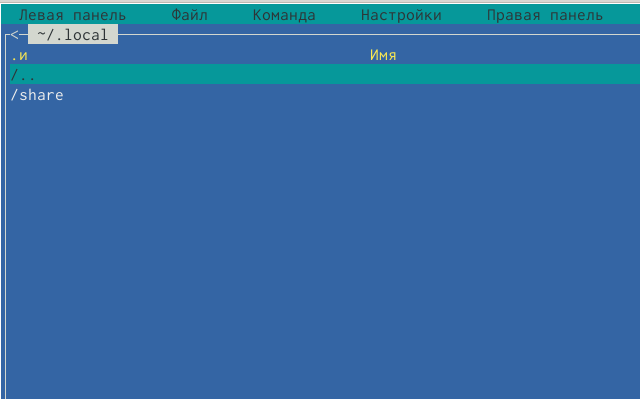 Левая панель Файл Команда Настройки Правая панель
<─ ~/.local
.и Имя
/..
/share